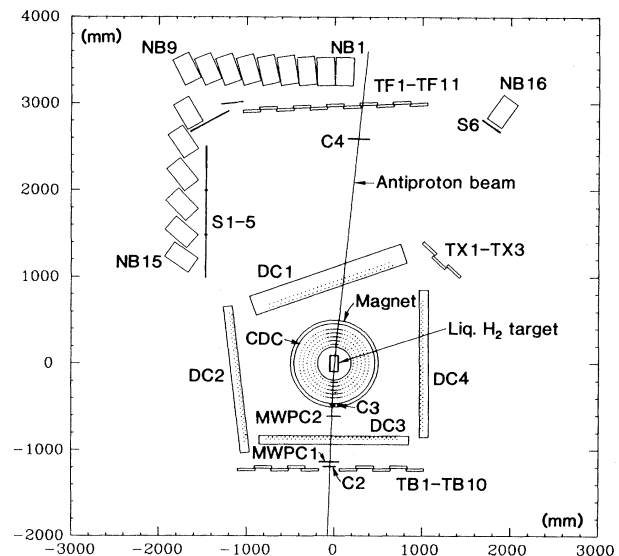 4000
(mm)
NB9
NB1
TF1-TF11
NB16
3000
S6
C4
Antiproton beam
2000
S1-5
TX1-TX3
NB15
DC1
1000
Magnet
CDC
Liq. H₂ target
0
DC2
DC4
C3
MWPC2
DC3
MWPC1
-1000
C2
TB1-TB10
(mm)
-2000
-3000 -2000 -1000 0 1000 2000 3000